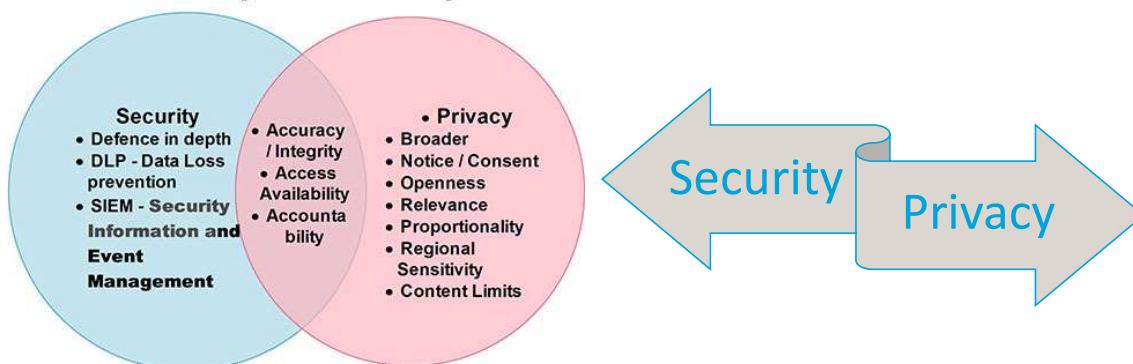 Security
• Defence in depth
• DLP - Data Loss
prevention
• SIEM - Security
Information and
Event
Management
• Accuracy
/ Integrity
• Access
Availability
• Accounta
bility
• Privacy
• Broader
• Notice / Consent
• Openness
• Relevance
• Proportionality
• Regional
Sensitivity
• Content Limits
Security
Privacy